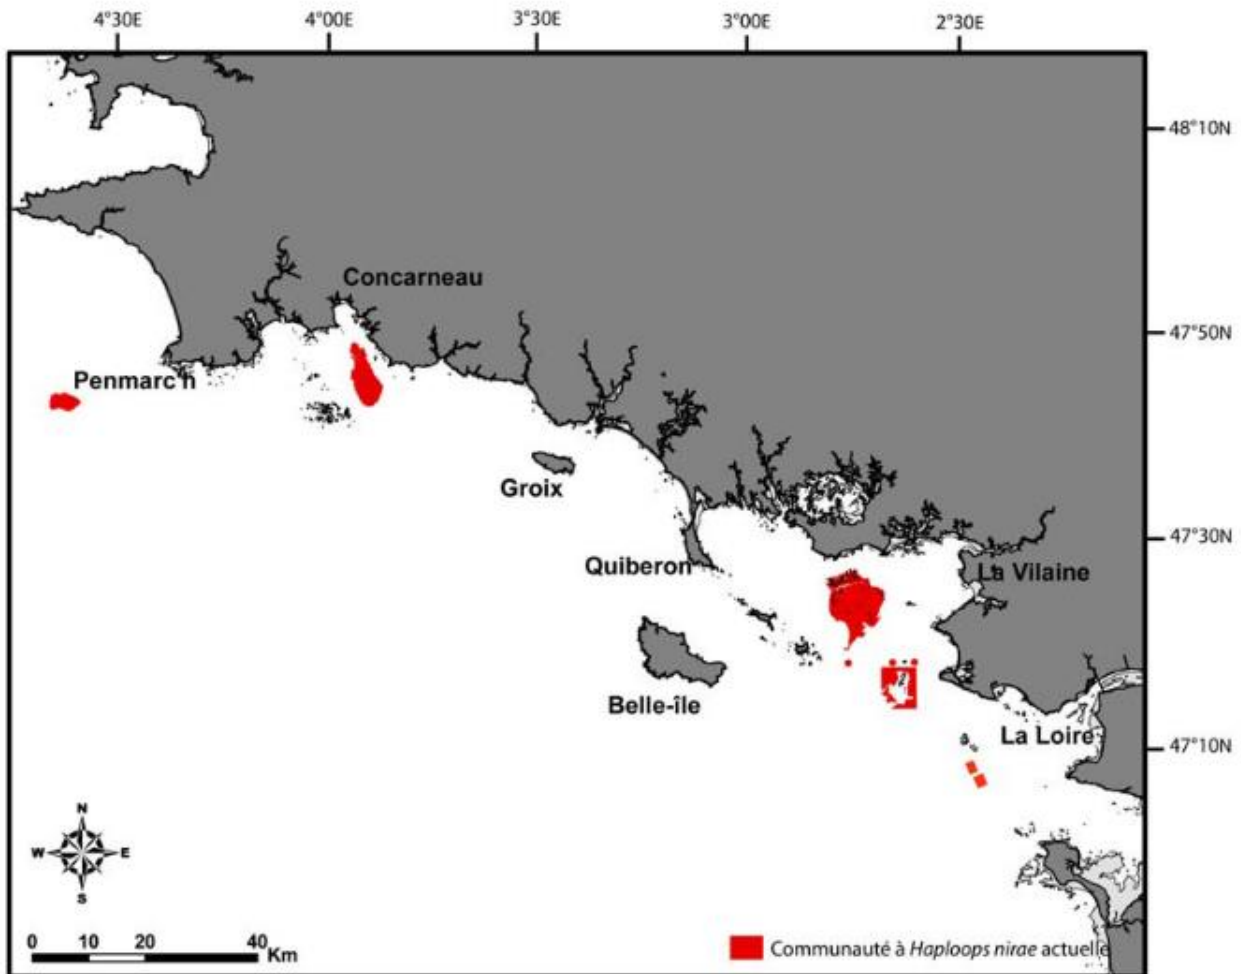 4°30E 4°00E 3°30E 3°00E 2°30E
48°10N
Concarneau
47°50N
Penmarc'h
Groix
47°30N
Quiberon
La Vilaine
Belle-île
La Loire
47°10N
N
W E
S
0 10 20 40 Km
Communauté à Haploops nirae actuelle